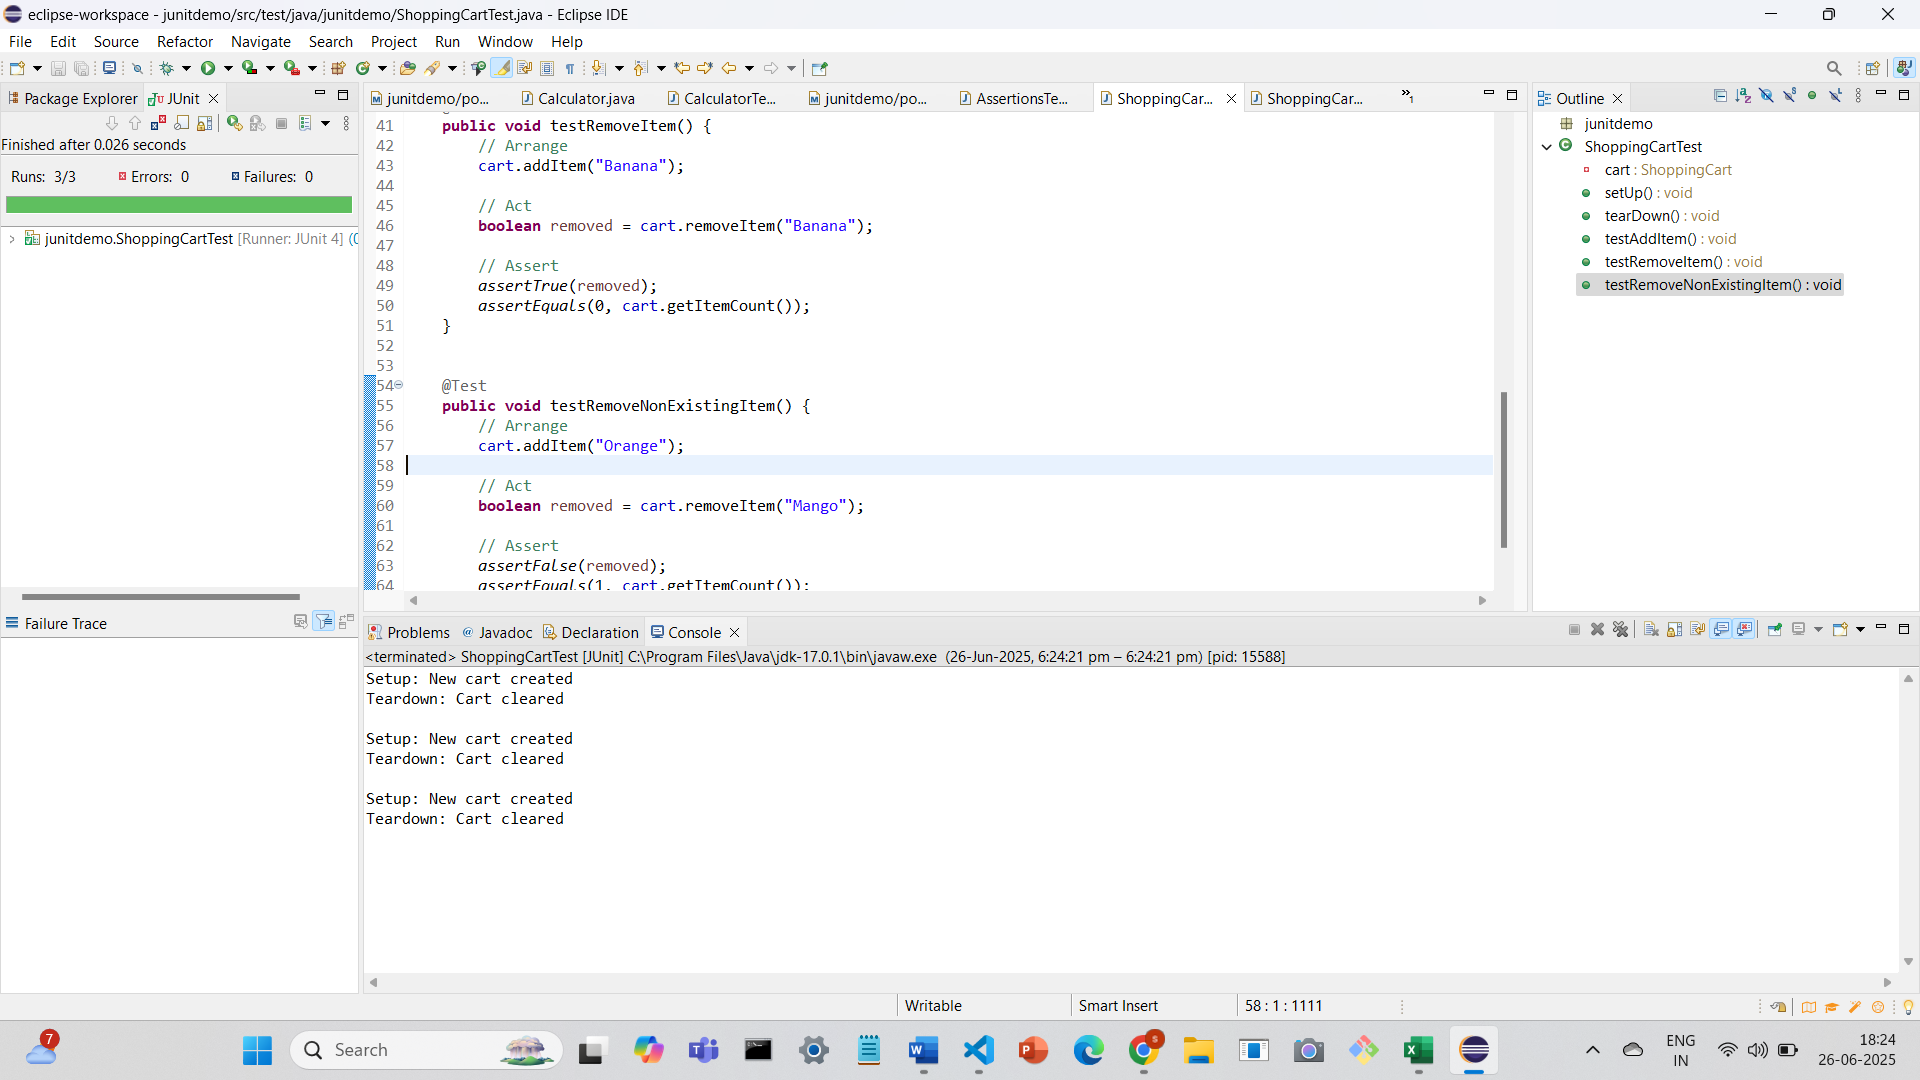 eclipse-workspace - junitdemo/src/test/java/junitdemo/ShoppingCartTest.java - Eclipse IDE
File Edit Source Refactor Navigate Search Project Run Window Help
Package Explorer
JUnit
Finished after 0.026 seconds
Runs: 3/3 Errors: 0 Failures: 0
junitdemo.ShoppingCartTest [Runner: JUnit 4] (0
Failure Trace
junitdemo/po... Calculator.java CalculatorTe... junitdemo/po... AssertionsTe... ShoppingCar... ShoppingCar... »1
41 public void testRemoveItem() {
42 // Arrange
43 cart.addItem("Banana");
44
45 // Act
46 boolean removed = cart.removeItem("Banana");
47
48 // Assert
49 assertTrue(removed);
50 assertEquals(0, cart.getItemCount());
51 }
52
53
54 @Test
55 public void testRemoveNonExistingItem() {
56 // Arrange
57 cart.addItem("Orange");
58
59 // Act
60 boolean removed = cart.removeItem("Mango");
61
62 // Assert
63 assertFalse(removed);
64 assertEquals(1, cart.getItemCount());
Outline
junitdemo
ShoppingCartTest
cart : ShoppingCart
setUp() : void
tearDown() : void
testAddItem() : void
testRemoveItem() : void
testRemoveNonExistingItem() : void
Problems Javadoc Declaration Console
<terminated> ShoppingCartTest [JUnit] C:\Program Files\Java\jdk-17.0.1\bin\javaw.exe (26-Jun-2025, 6:24:21 pm – 6:24:21 pm) [pid: 15588]
Setup: New cart created
Teardown: Cart cleared
Setup: New cart created
Teardown: Cart cleared
Setup: New cart created
Teardown: Cart cleared
Writable Smart Insert 58 : 1 : 1111
7
Search
ENG
IN
18:24
26-06-2025